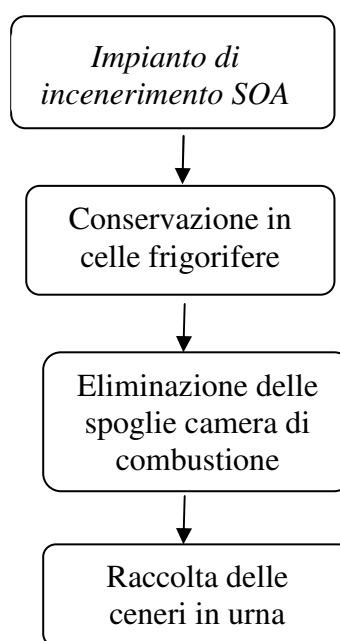 Impianto di
incenerimento SOA
Conservazione in
celle frigorifere
Eliminazione delle
spoglie camera di
combustione
Raccolta delle
ceneri in urna